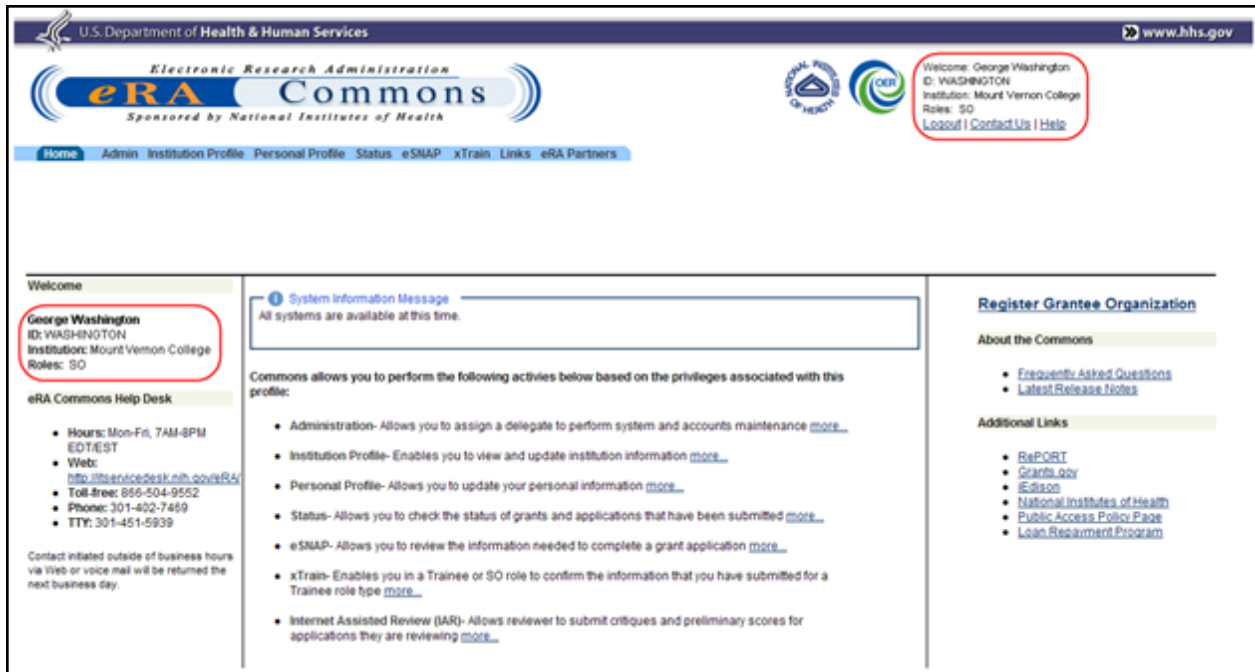 U.S. Department of Health & Human Services
www.hhs.gov
Electronic Research Administration
eRA Commons
Sponsored by National Institutes of Health
NATIONAL INSTITUTES OF HEALTH
OER
Welcome: George Washington
ID: WASHINGTON
Institution: Mount Vernon College
Roles: SO
Logout | Contact Us | Help
Home Admin Institution Profile Personal Profile Status eSNAP xTrain Links eRA Partners
Welcome
George Washington
ID: WASHINGTON
Institution: Mount Vernon College
Roles: SO
eRA Commons Help Desk
• Hours: Mon-Fri, 7AM-8PM
EDT/EST
• Web:
http://itservicedesk.nih.gov/eRA/
• Toll-free: 866-504-9552
• Phone: 301-402-7469
• TTY: 301-451-5939
Contact initiated outside of business hours
via Web or voice mail will be returned the
next business day.
System Information Message
All systems are available at this time.
Commons allows you to perform the following activies below based on the privileges associated with this
profile:
• Administration- Allows you to assign a delegate to perform system and accounts maintenance more...
• Institution Profile- Enables you to view and update institution information more...
• Personal Profile- Allows you to update your personal information more...
• Status- Allows you to check the status of grants and applications that have been submitted more...
• eSNAP- Allows you to review the information needed to complete a grant application more...
• xTrain- Enables you in a Trainee or SO role to confirm the information that you have submitted for a
Trainee role type more...
• Internet Assisted Review (IAR)- Allows reviewer to submit critiques and preliminary scores for
applications they are reviewing more...
Register Grantee Organization
About the Commons
• Frequently Asked Questions
• Latest Release Notes
Additional Links
• RePORT
• Grants.gov
• iEdison
• National Institutes of Health
• Public Access Policy Page
• Loan Repayment Program